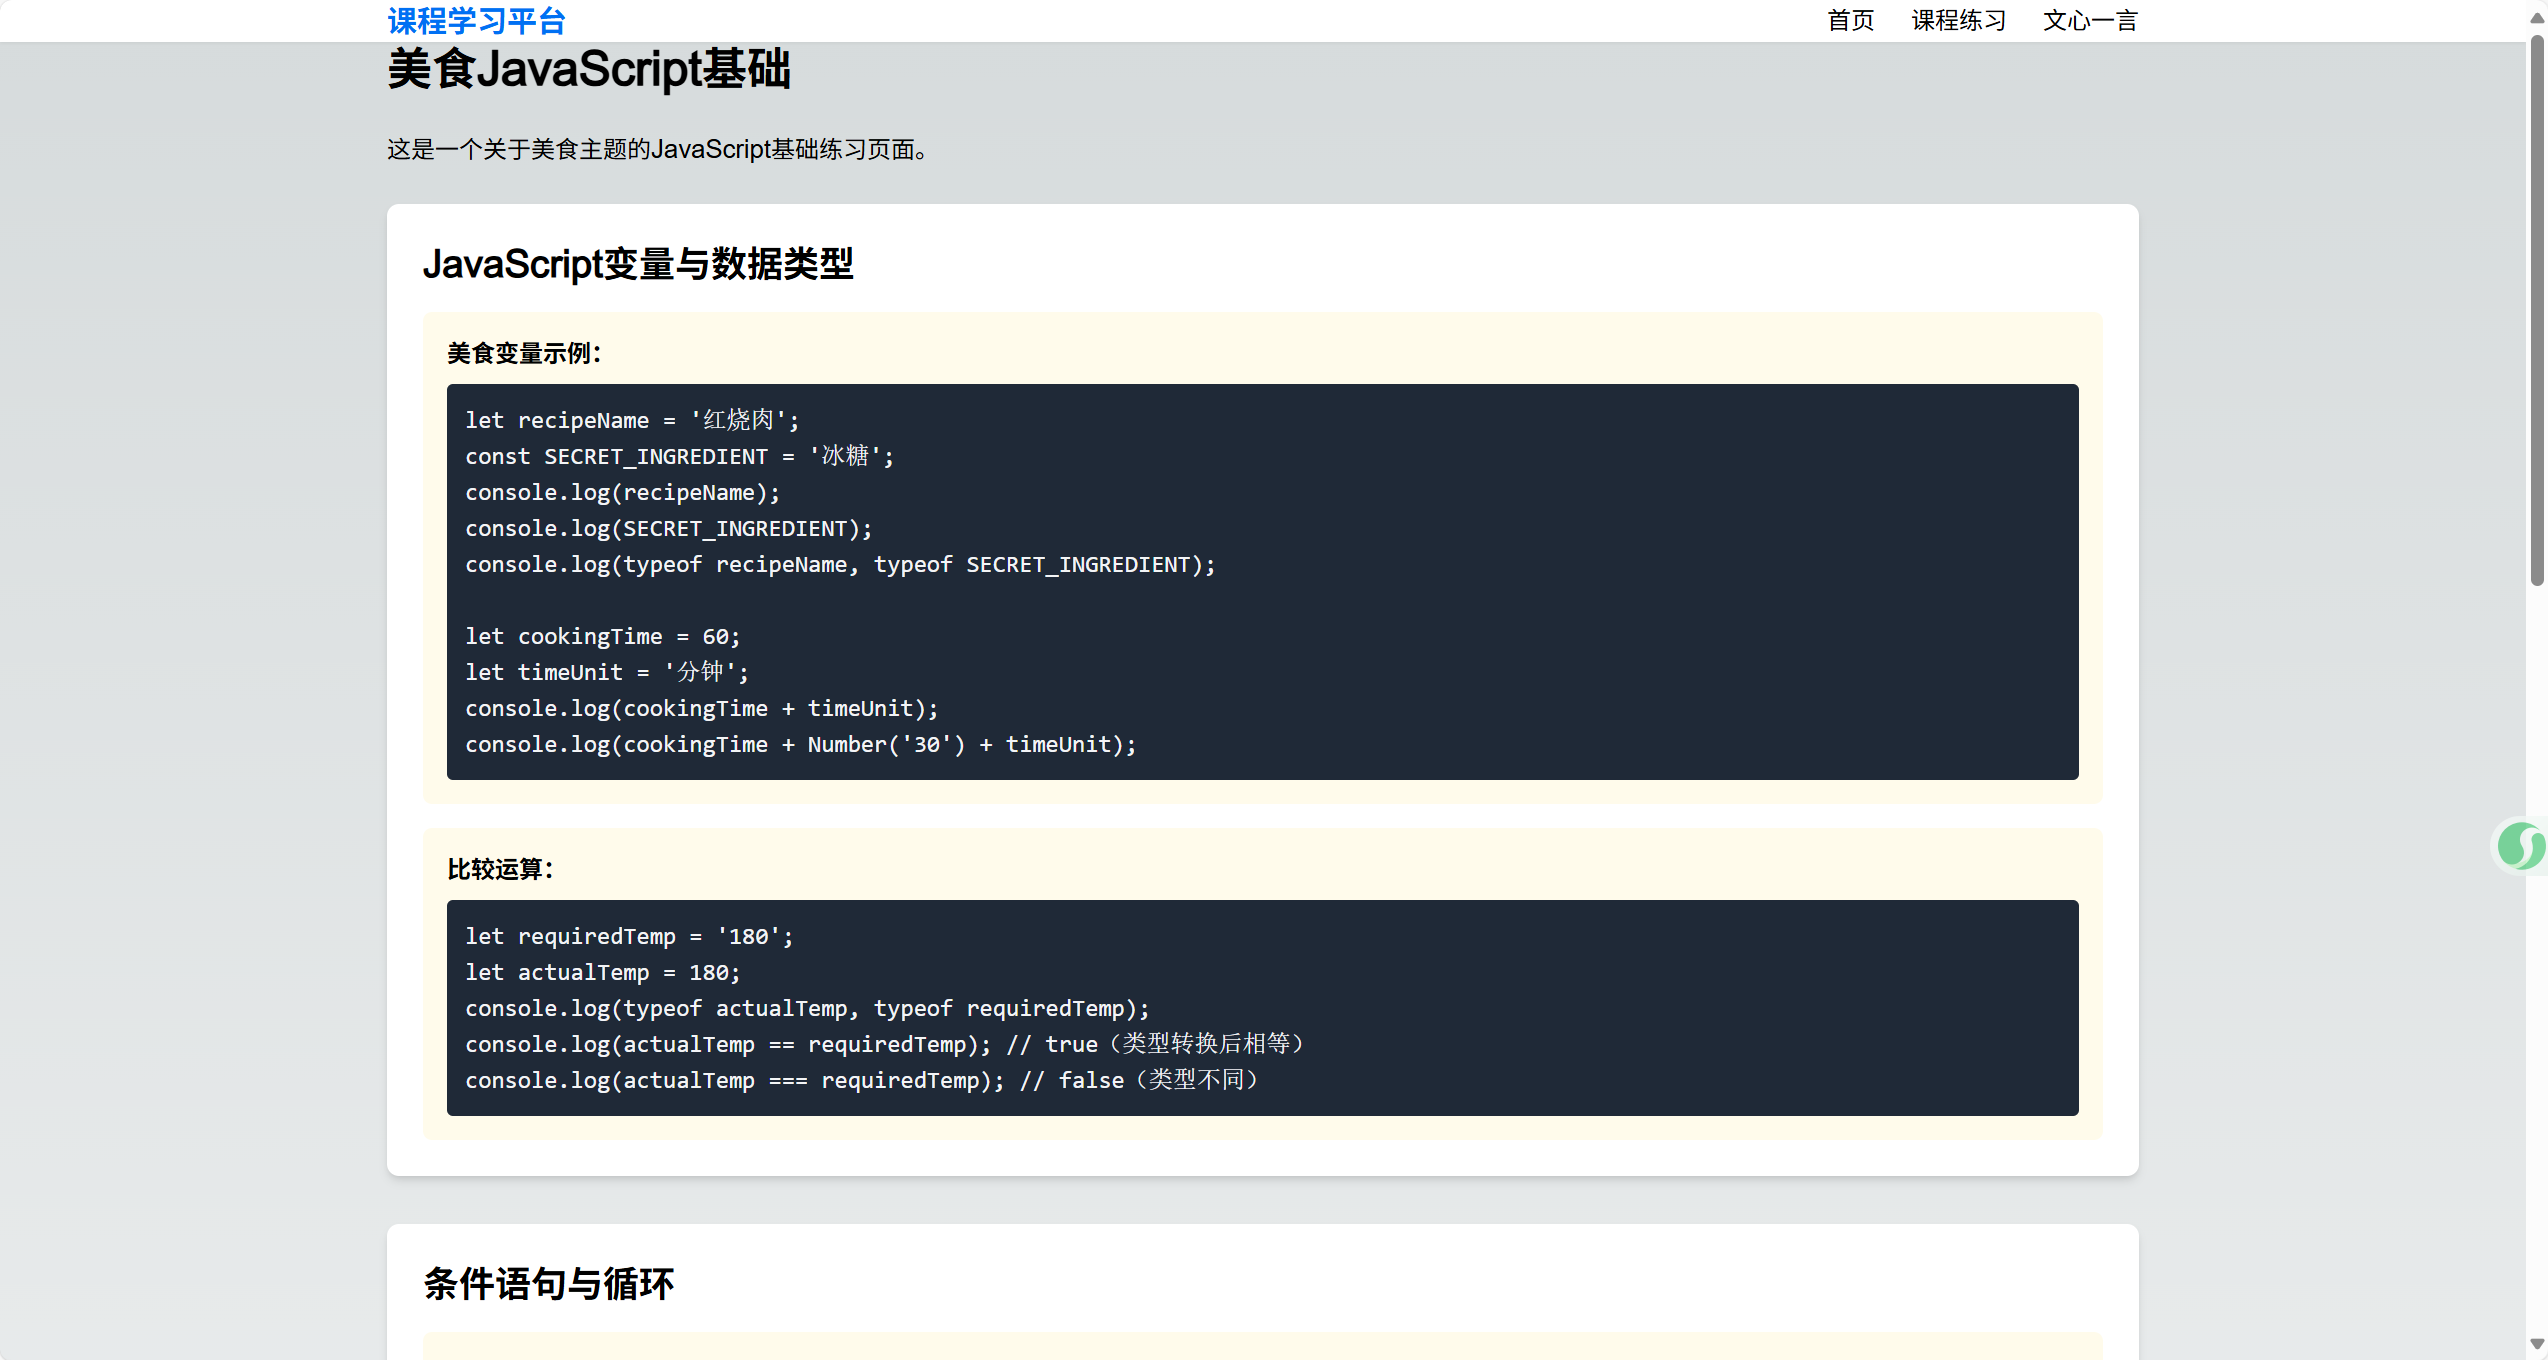 课程学习平台
首页 课程练习 文心一言
美食JavaScript基础
这是一个关于美食主题的JavaScript基础练习页面。
JavaScript变量与数据类型
美食变量示例：
let recipeName = '红烧肉';
const SECRET_INGREDIENT = '冰糖';
console.log(recipeName);
console.log(SECRET_INGREDIENT);
console.log(typeof recipeName, typeof SECRET_INGREDIENT);
let cookingTime = 60;
let timeUnit = '分钟';
console.log(cookingTime + timeUnit);
console.log(cookingTime + Number('30') + timeUnit);
比较运算：
let requiredTemp = '180';
let actualTemp = 180;
console.log(typeof actualTemp, typeof requiredTemp);
console.log(actualTemp == requiredTemp); // true（类型转换后相等）
console.log(actualTemp === requiredTemp); // false（类型不同）
条件语句与循环